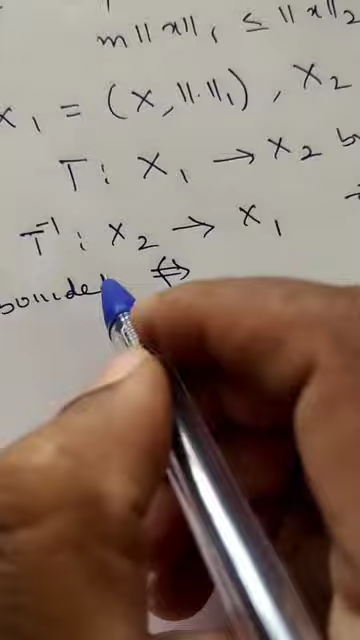 m||x||₁ ≤ ||x||₂
X₁ = (X, ||·||₁), X₂
T: X₁ → X₂
T⁻¹: X₂ → X₁
⇔